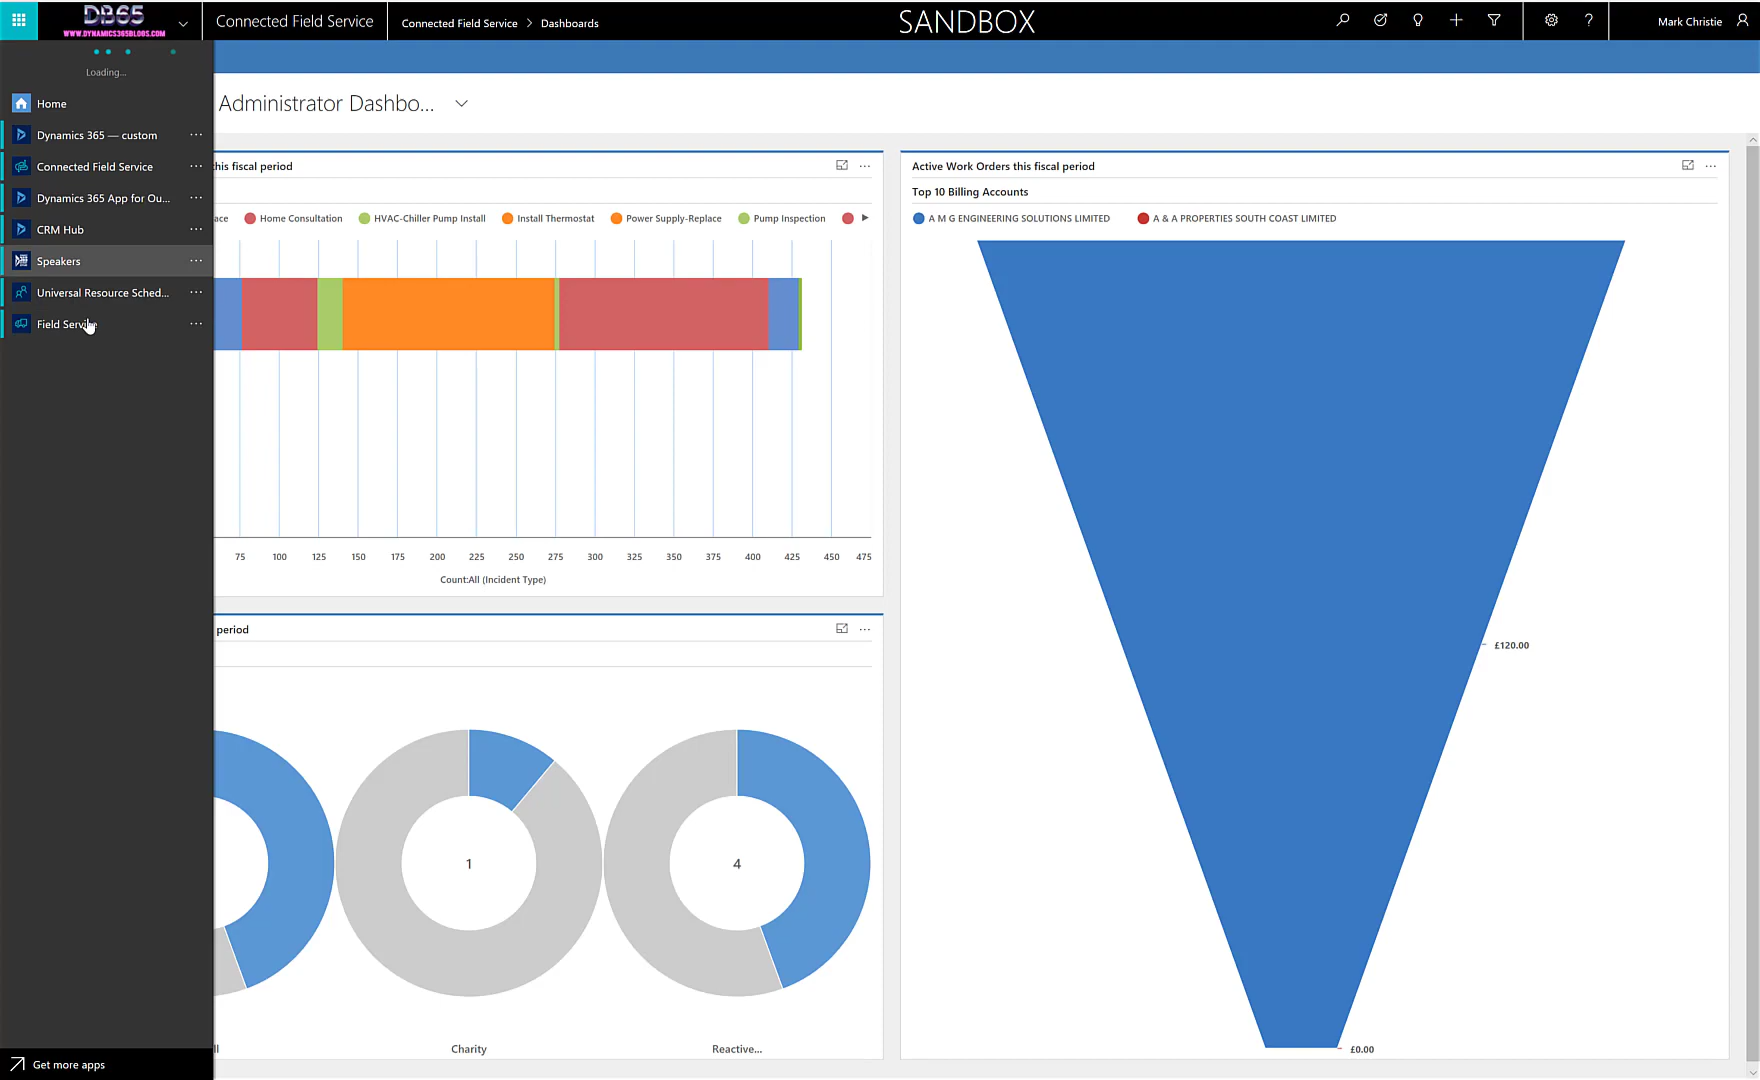 DB65
WWW.DYNAMICS365BLOGS.COM
Connected Field Service
Connected Field Service > Dashboards
SANDBOX
Mark Christie
Loading...
Home
Dynamics 365 — custom
Connected Field Service
Dynamics 365 App for Ou...
CRM Hub
Speakers
Universal Resource Sched...
Field Service
Get more apps
Administrator Dashbo...
this fiscal period
ace Home Consultation HVAC-Chiller Pump Install Install Thermostat Power Supply-Replace Pump Inspection
75 100 125 150 175 200 225 250 275 300 325 350 375 400 425 450 475
Count:All (Incident Type)
Active Work Orders this fiscal period
Top 10 Billing Accounts
A M G ENGINEERING SOLUTIONS LIMITED A & A PROPERTIES SOUTH COAST LIMITED
£120.00
£0.00
period
1 4
ll Charity Reactive...